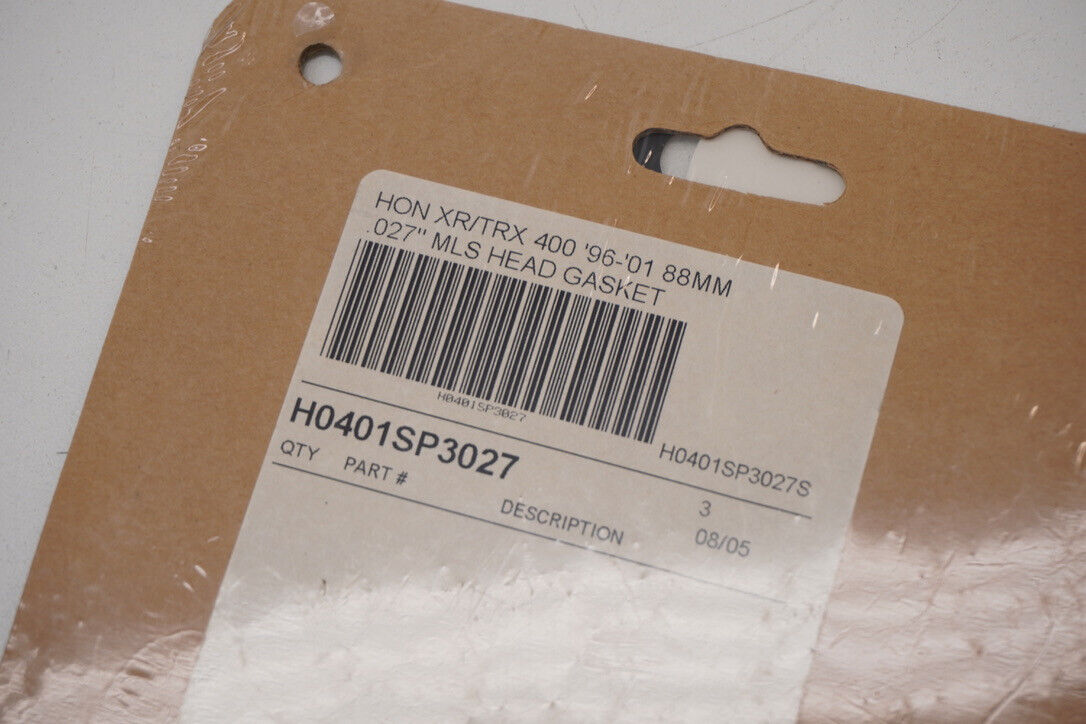 HON XR/TRX 400 '96-'01 88MM
.027" MLS HEAD GASKET
H0401SP3027
H0401SP3027S
H0401SP3027
3
QTY PART # DESCRIPTION 08/05